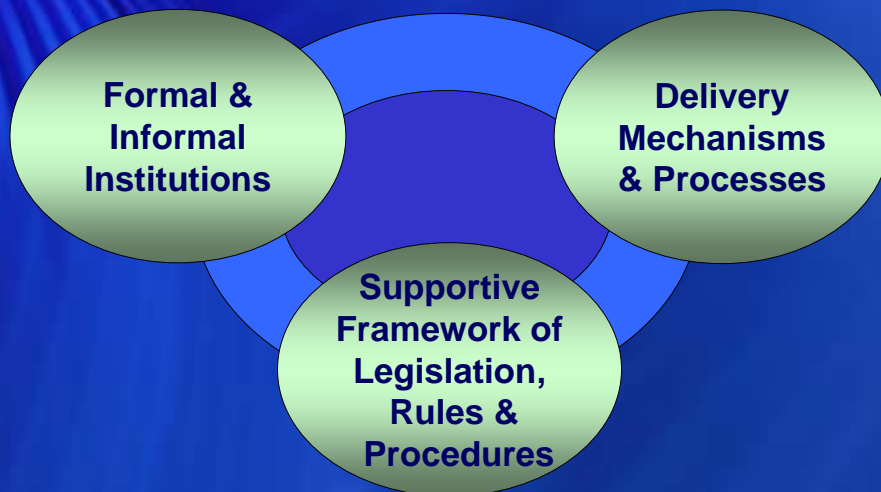 Formal &
Informal
Institutions
Delivery
Mechanisms
& Processes
Supportive
Framework of
Legislation,
Rules &
Procedures